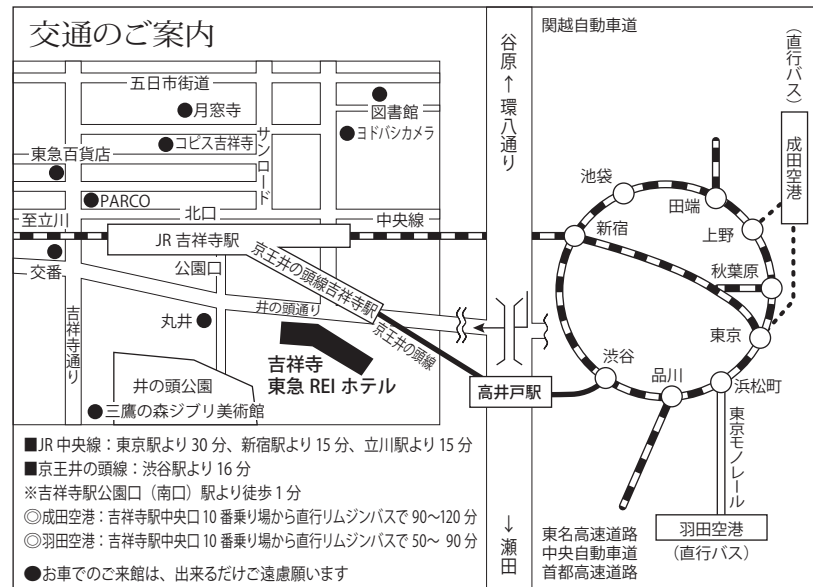 交通のご案内
五日市街道
月窓寺
図書館
コピス吉祥寺
サンロード
ヨドバシカメラ
東急百貨店
PARCO
北口
至立川
中央線
JR 吉祥寺駅
交番
公園口
京王井の頭線吉祥寺駅
井の頭通り
吉祥寺通り
丸井
京王井の頭線
吉祥寺
東急 REI ホテル
井の頭公園
三鷹の森ジブリ美術館
谷原←環八通り
→瀬田
高井戸駅
関越自動車道
(直行バス)
成田空港
池袋
田端
新宿
上野
秋葉原
東京
渋谷
品川
浜松町
東京モノレール
羽田空港
(直行バス)
東名高速道路
中央自動車道
首都高速道路
■JR 中央線：東京駅より 30 分、新宿駅より 15 分、立川駅より 15 分
■京王井の頭線：渋谷駅より 16 分
※吉祥寺駅公園口（南口）駅より徒歩 1 分
◎成田空港：吉祥寺駅中央口 10 番乗り場から直行リムジンバスで 90〜120 分
◎羽田空港：吉祥寺駅中央口 10 番乗り場から直行リムジンバスで 50〜 90 分
●お車でのご来館は、出来るだけご遠慮願います